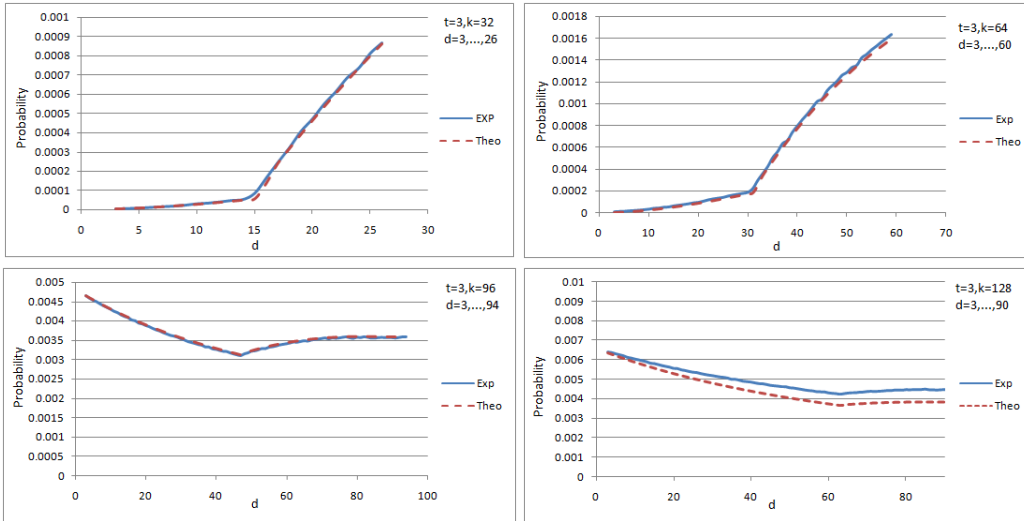 0.001
0.0009
0.0008
0.0007
0.0006
0.0005
0.0004
0.0003
0.0002
0.0001
0
Probability
0 5 10 15 20 25 30
d
t=3,k=32
d=3,...,26
EXP
Theo
0.0018
0.0016
0.0014
0.0012
0.001
0.0008
0.0006
0.0004
0.0002
0
Probability
0 10 20 30 40 50 60 70
d
t=3,k=64
d=3,...,60
Exp
Theo
0.005
0.0045
0.004
0.0035
0.003
0.0025
0.002
0.0015
0.001
0.0005
0
Probability
0 20 40 60 80 100
d
t=3,k=96
d=3,...,94
Exp
Theo
0.01
0.009
0.008
0.007
0.006
0.005
0.004
0.003
0.002
0.001
0
Probability
0 20 40 60 80
d
t=3,k=128
d=3,...,90
Exp
Theo